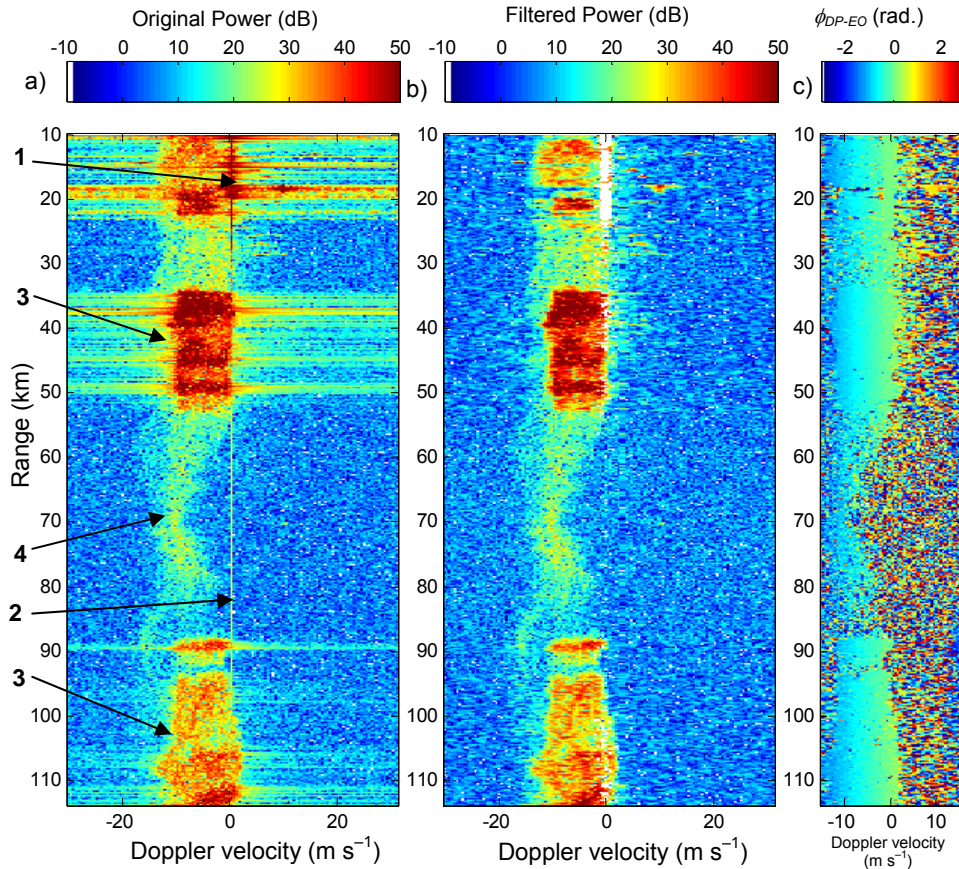 Original Power (dB)
-10 0 10 20 30 40 50
a)
Filtered Power (dB)
-10 0 10 20 30 40 50
b)
ϕDP-EO (rad.)
-2 0 2
c)
Range (km)
10
20
30
40
50
60
70
80
90
100
110
1
3
4
2
3
-20 0 20
Doppler velocity (m s⁻¹)
10
20
30
40
50
60
70
80
90
100
110
-20 0 20
Doppler velocity (m s⁻¹)
10
20
30
40
50
60
70
80
90
100
110
-10 0 10
Doppler velocity
(m s⁻¹)